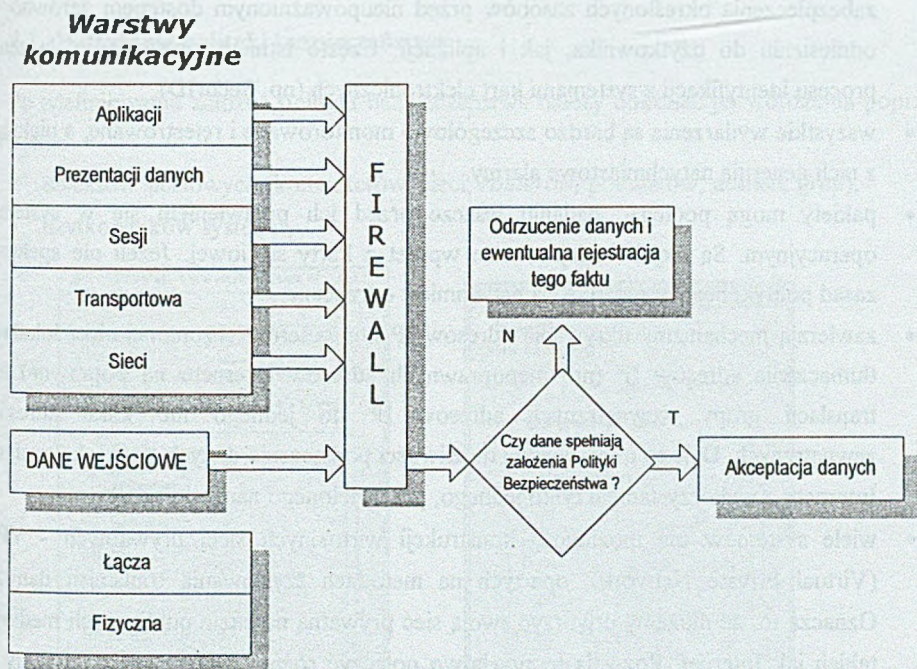 Warstwy
komunikacyjne
Aplikacji
Prezentacji danych
Sesji
Transportowa
Sieci
DANE WEJŚCIOWE
Łącza
Fizyczna
F
I
R
E
W
A
L
L
Odrzucenie danych i
ewentualna rejestracja
tego faktu
N
Czy dane spełniają
założenia Polityki
Bezpieczeństwa ?
T
Akceptacja danych